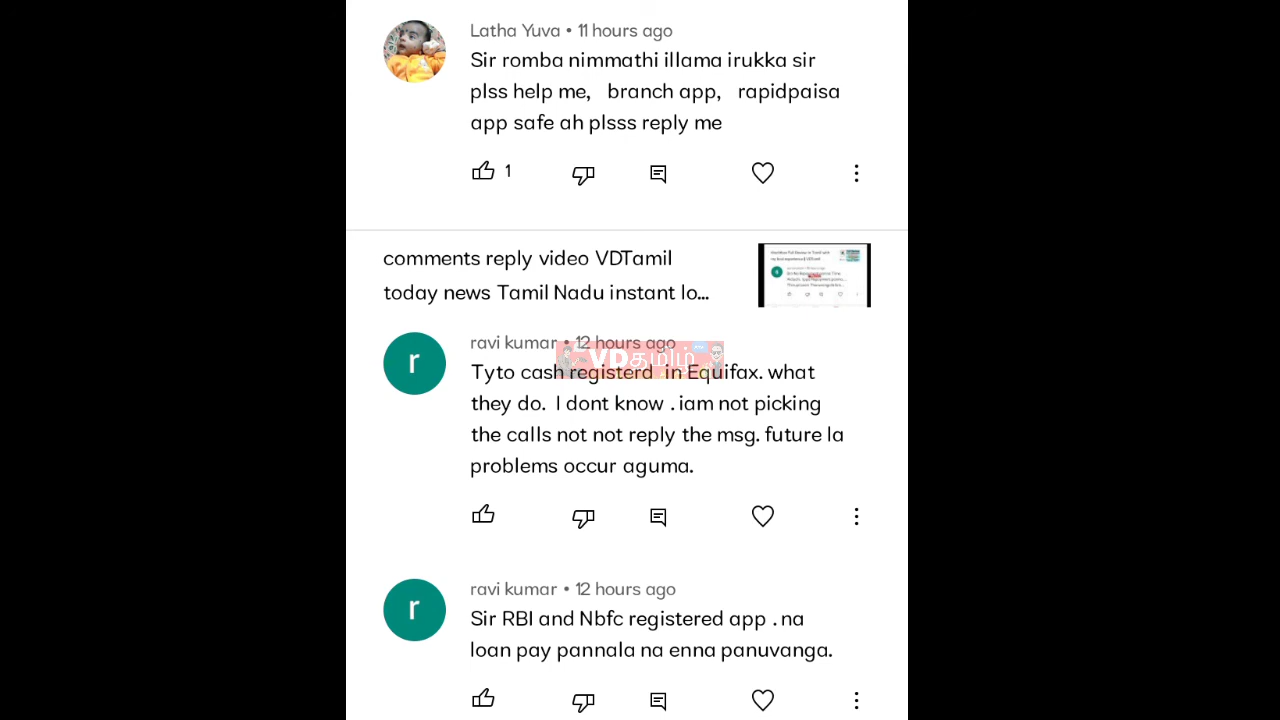 Latha Yuva • 11 hours ago
Sir romba nimmathi illama irukka sir
plss help me, branch app, rapidpaisa
app safe ah plsss reply me
1
comments reply video VDTamil
today news Tamil Nadu instant lo...
ravi kumar • 12 hours ago
VDதமிழ்
Tyto cash registerd in Equifax. what
they do. I dont know . iam not picking
the calls not not reply the msg. future la
problems occur aguma.
ravi kumar • 12 hours ago
Sir RBI and Nbfc registered app . na
loan pay pannala na enna panuvanga.